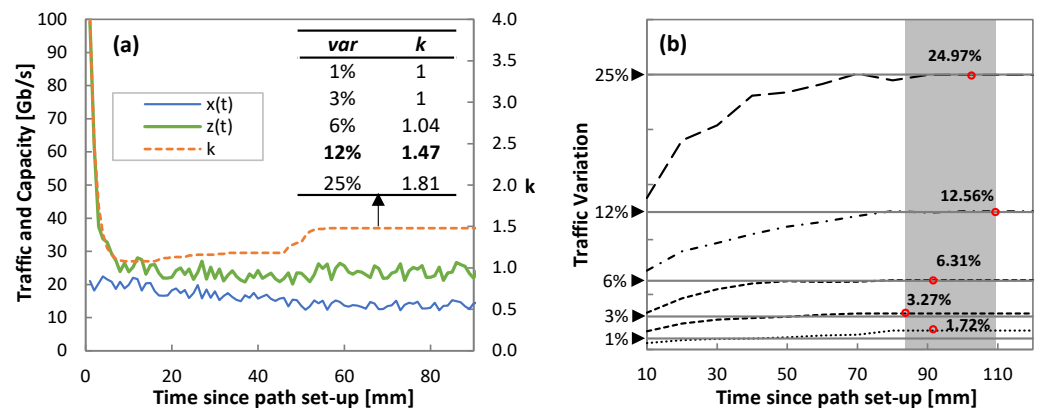 (a)
Traffic and Capacity [Gb/s]
100
90
80
70
60
50
40
30
20
10
0
x(t)
z(t)
k
var k
1% 1
3% 1
6% 1.04
12% 1.47
25% 1.81
4.0
3.5
3.0
2.5
2.0
1.5
1.0
0.5
0.0
k
0 20 40 60 80
Time since path set-up [mm]
(b)
Traffic Variation
25%
12%
6%
3%
1%
24.97%
12.56%
6.31%
3.27%
1.72%
10 30 50 70 90 110
Time since path set-up [mm]